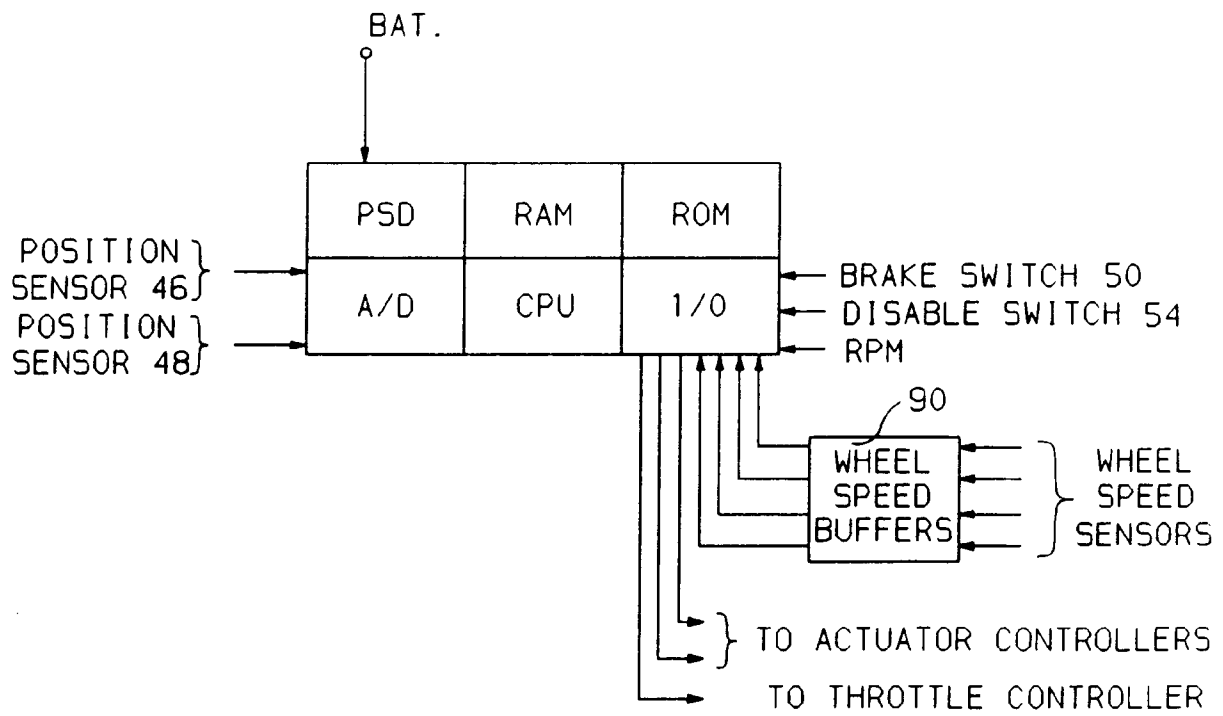 BAT.
PSD
RAM
ROM
POSITION
SENSOR 46
A/D
CPU
1/0
BRAKE SWITCH 50
DISABLE SWITCH 54
RPM
POSITION
SENSOR 48
90
WHEEL
SPEED
BUFFERS
WHEEL
SPEED
SENSORS
TO ACTUATOR CONTROLLERS
TO THROTTLE CONTROLLER